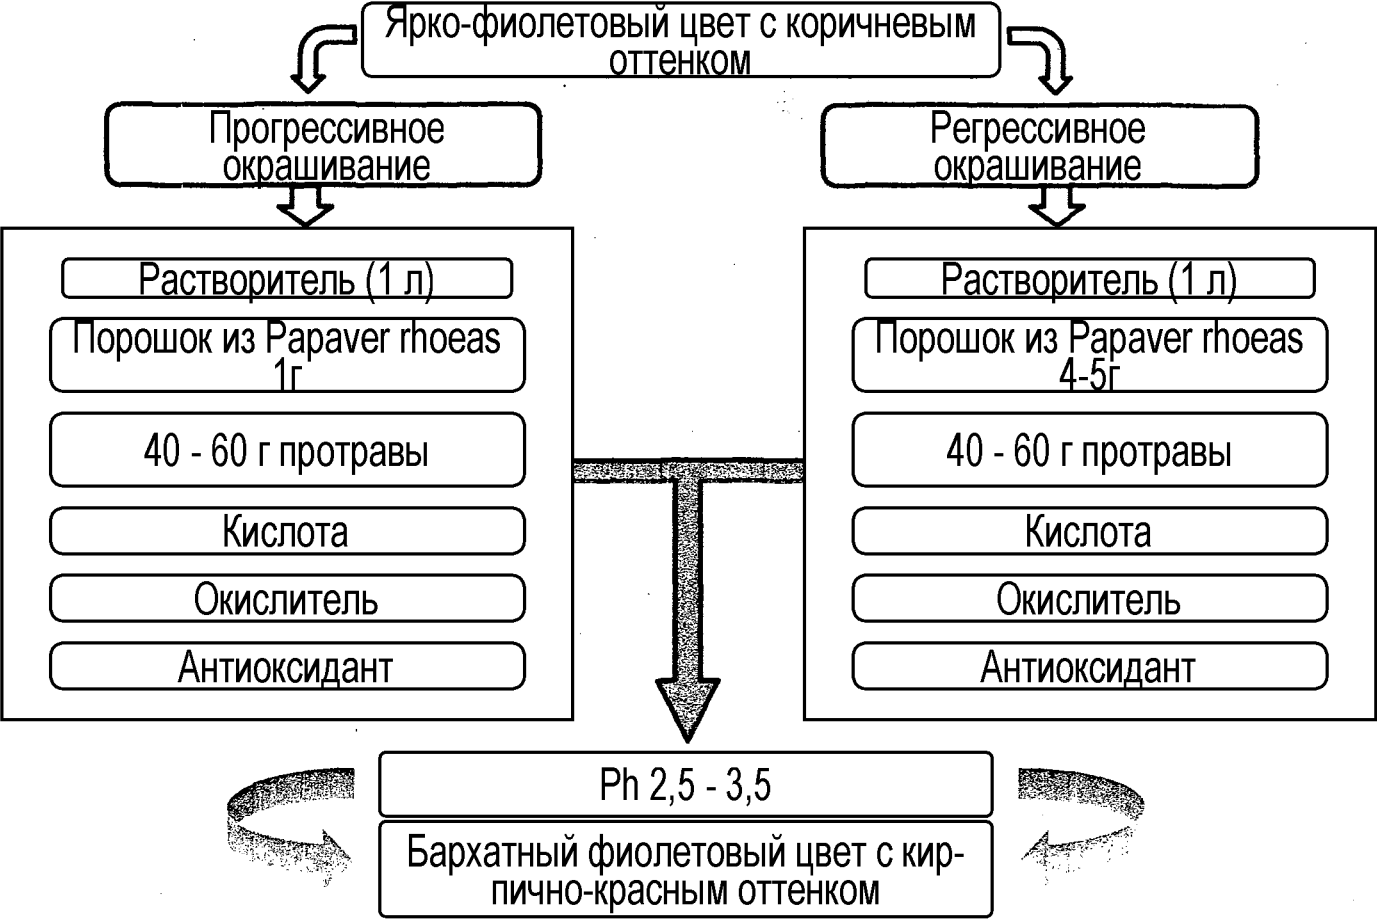 Ярко-фиолетовый цвет с коричневым
оттенком
Прогрессивное
окрашивание
Регрессивное
окрашивание
Растворитель (1 л)
Порошок из Papaver rhoeas
1г
40 - 60 г протравы
Кислота
Окислитель
Антиоксидант
Растворитель (1 л)
Порошок из Papaver rhoeas
4-5г
40 - 60 г протравы
Кислота
Окислитель
Антиоксидант
Ph 2,5 - 3,5
Бархатный фиолетовый цвет с кир-
пично-красным оттенком